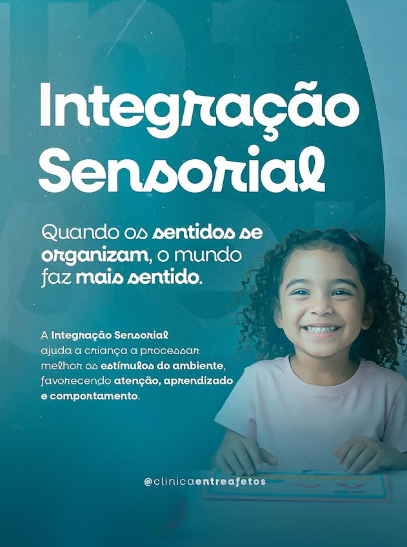 Integração
Sensorial
Quando os sentidos se
organizam, o mundo
faz mais sentido.
A Integração Sensorial
ajuda a criança a processar
melhor os estímulos do ambiente,
favorecendo atenção, aprendizado
e comportamento.
@clinicaentreafetos